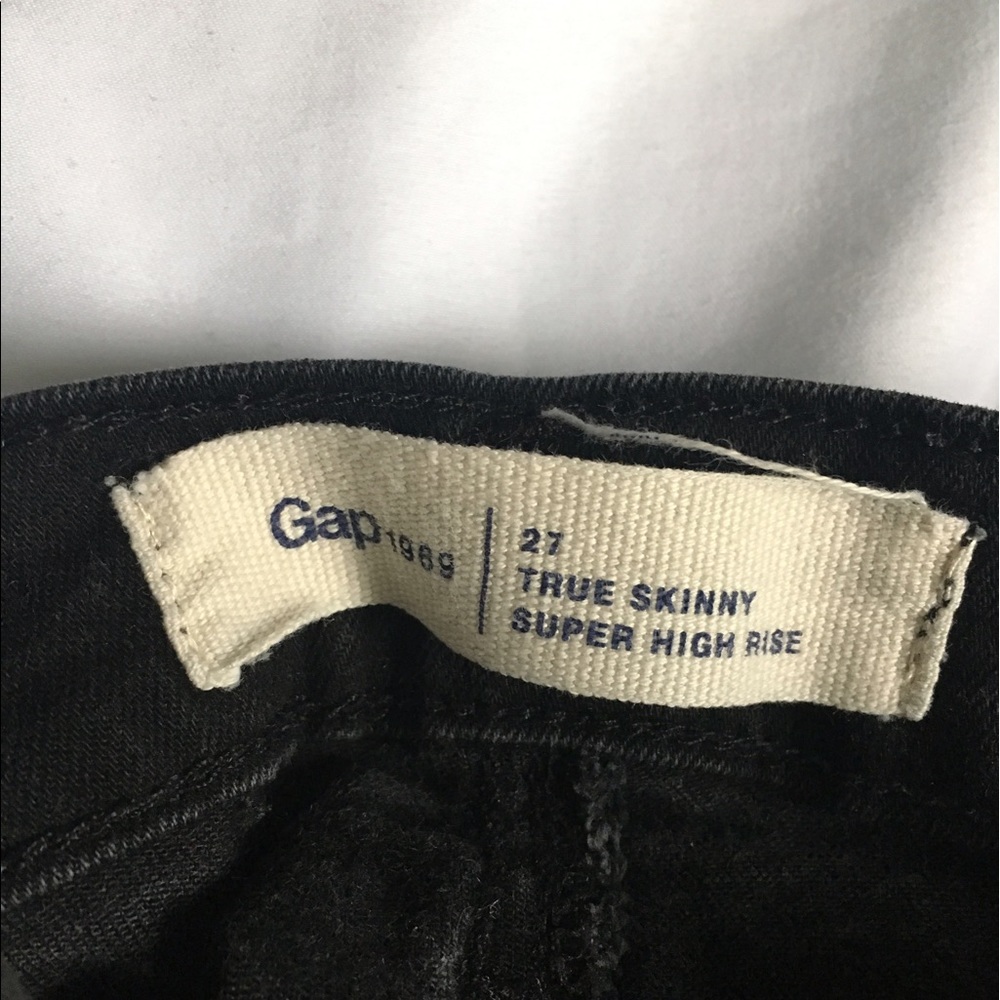 Gap 1969
27
TRUE SKINNY
SUPER HIGH RISE